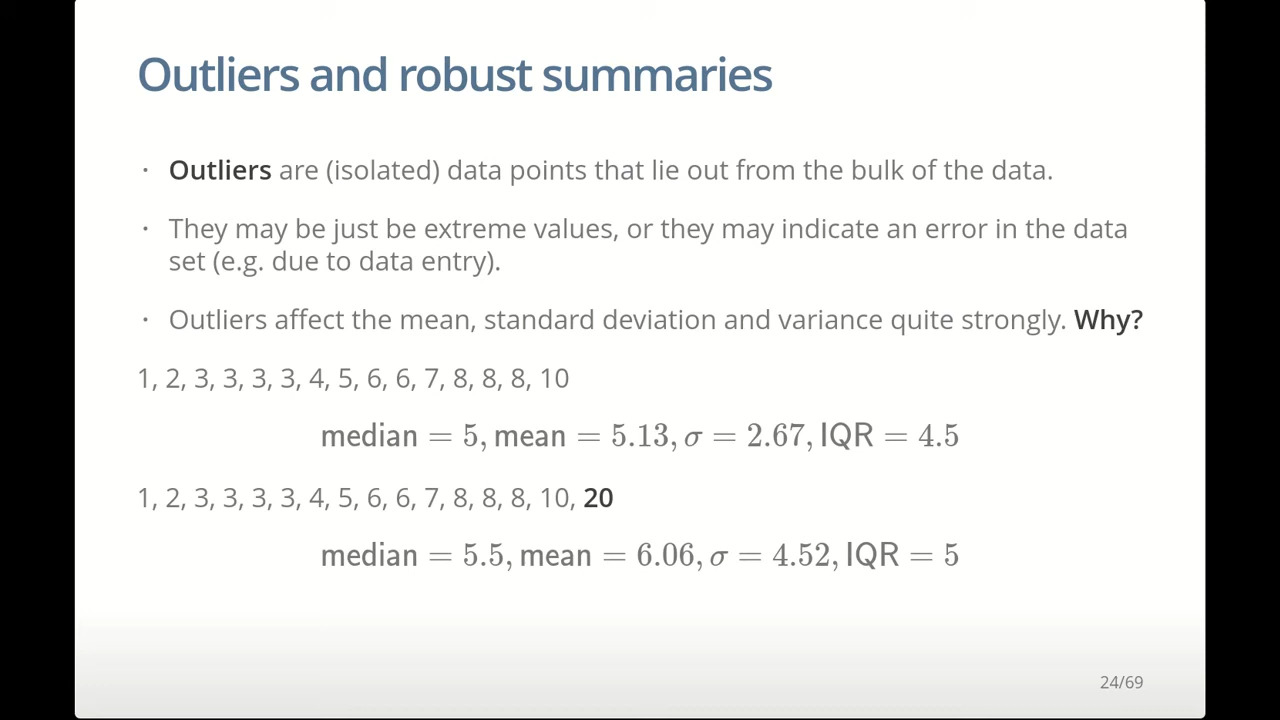 Outliers and robust summaries
· Outliers are (isolated) data points that lie out from the bulk of the data.
· They may be just be extreme values, or they may indicate an error in the data
set (e.g. due to data entry).
· Outliers affect the mean, standard deviation and variance quite strongly. Why?
1, 2, 3, 3, 3, 3, 4, 5, 6, 6, 7, 8, 8, 8, 10
median = 5, mean = 5.13, σ = 2.67, IQR = 4.5
1, 2, 3, 3, 3, 3, 4, 5, 6, 6, 7, 8, 8, 8, 10, 20
median = 5.5, mean = 6.06, σ = 4.52, IQR = 5
24/69